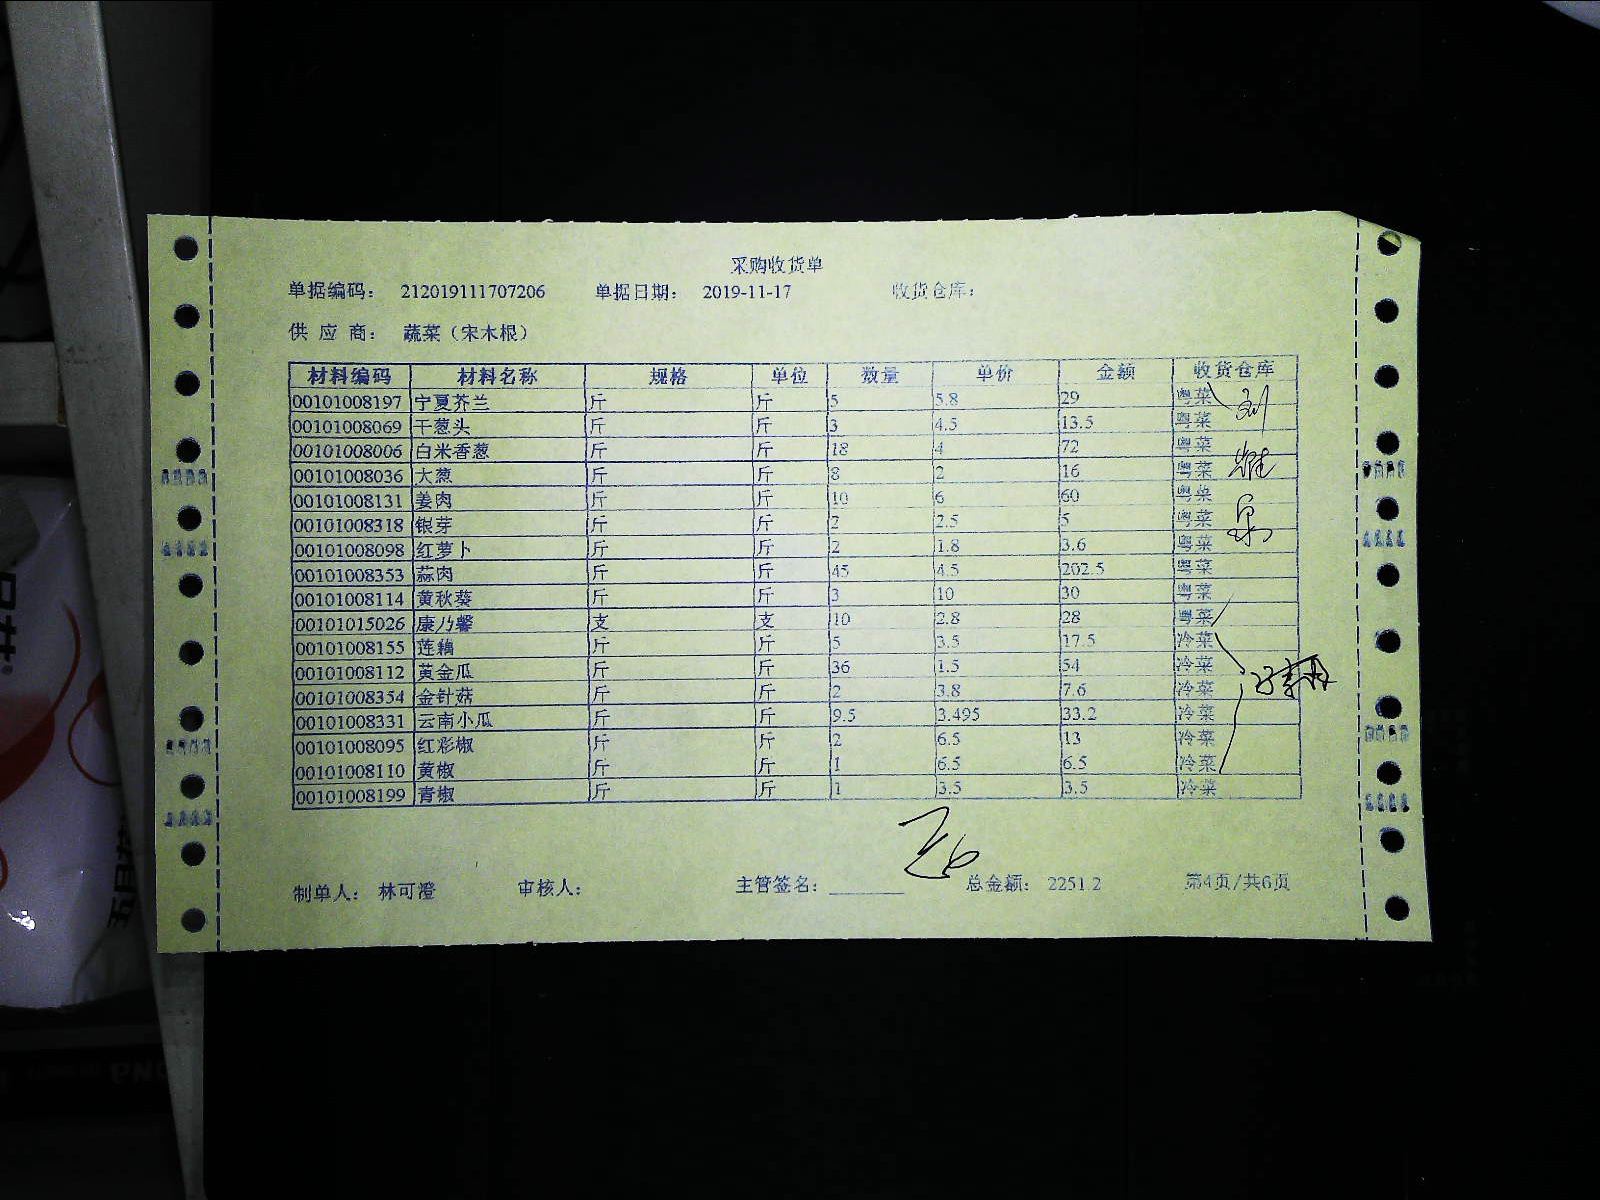 采购收货单
单据编码： 212019111707206 单据日期： 2019-11-17 收货仓库：
供 应 商： 蔬菜（宋木根）
材料编码 材料名称 规格 单位 数量 单价 金额 收货仓库
00101008197 宁夏芥兰 斤 斤 5 5.8 29 粤菜
00101008069 干葱头 斤 斤 3 4.5 13.5 粤菜
00101008006 白米香葱 斤 斤 18 4 72 粤菜
00101008036 大葱 斤 斤 8 2 16 粤菜
00101008131 姜肉 斤 斤 10 6 60 粤菜
00101008318 银芽 斤 斤 2 2.5 5 粤菜
00101008098 红萝卜 斤 斤 2 1.8 3.6 粤菜
00101008353 蒜肉 斤 斤 45 4.5 202.5 粤菜
00101008114 黄秋葵 斤 斤 3 10 30 粤菜
00101015026 康乃馨 支 支 10 2.8 28 粤菜
00101008155 莲藕 斤 斤 5 3.5 17.5 冷菜
00101008112 黄金瓜 斤 斤 36 1.5 54 冷菜
00101008354 金针菇 斤 斤 2 3.8 7.6 冷菜
00101008331 云南小瓜 斤 斤 9.5 3.495 33.2 冷菜
00101008095 红彩椒 斤 斤 2 6.5 13 冷菜
00101008110 黄椒 斤 斤 1 6.5 6.5 冷菜
00101008199 青椒 斤 斤 1 3.5 3.5 冷菜
制单人： 林可澄 审核人： 主管签名： 总金额： 2251.2 第4页/共6页